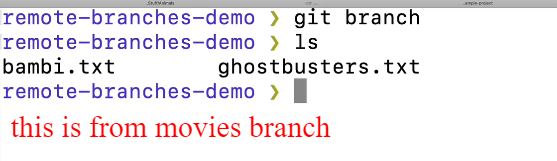 remote-branches-demo ❯ git branch
remote-branches-demo ❯ ls
bambi.txt ghostbusters.txt
remote-branches-demo ❯
this is from movies branch